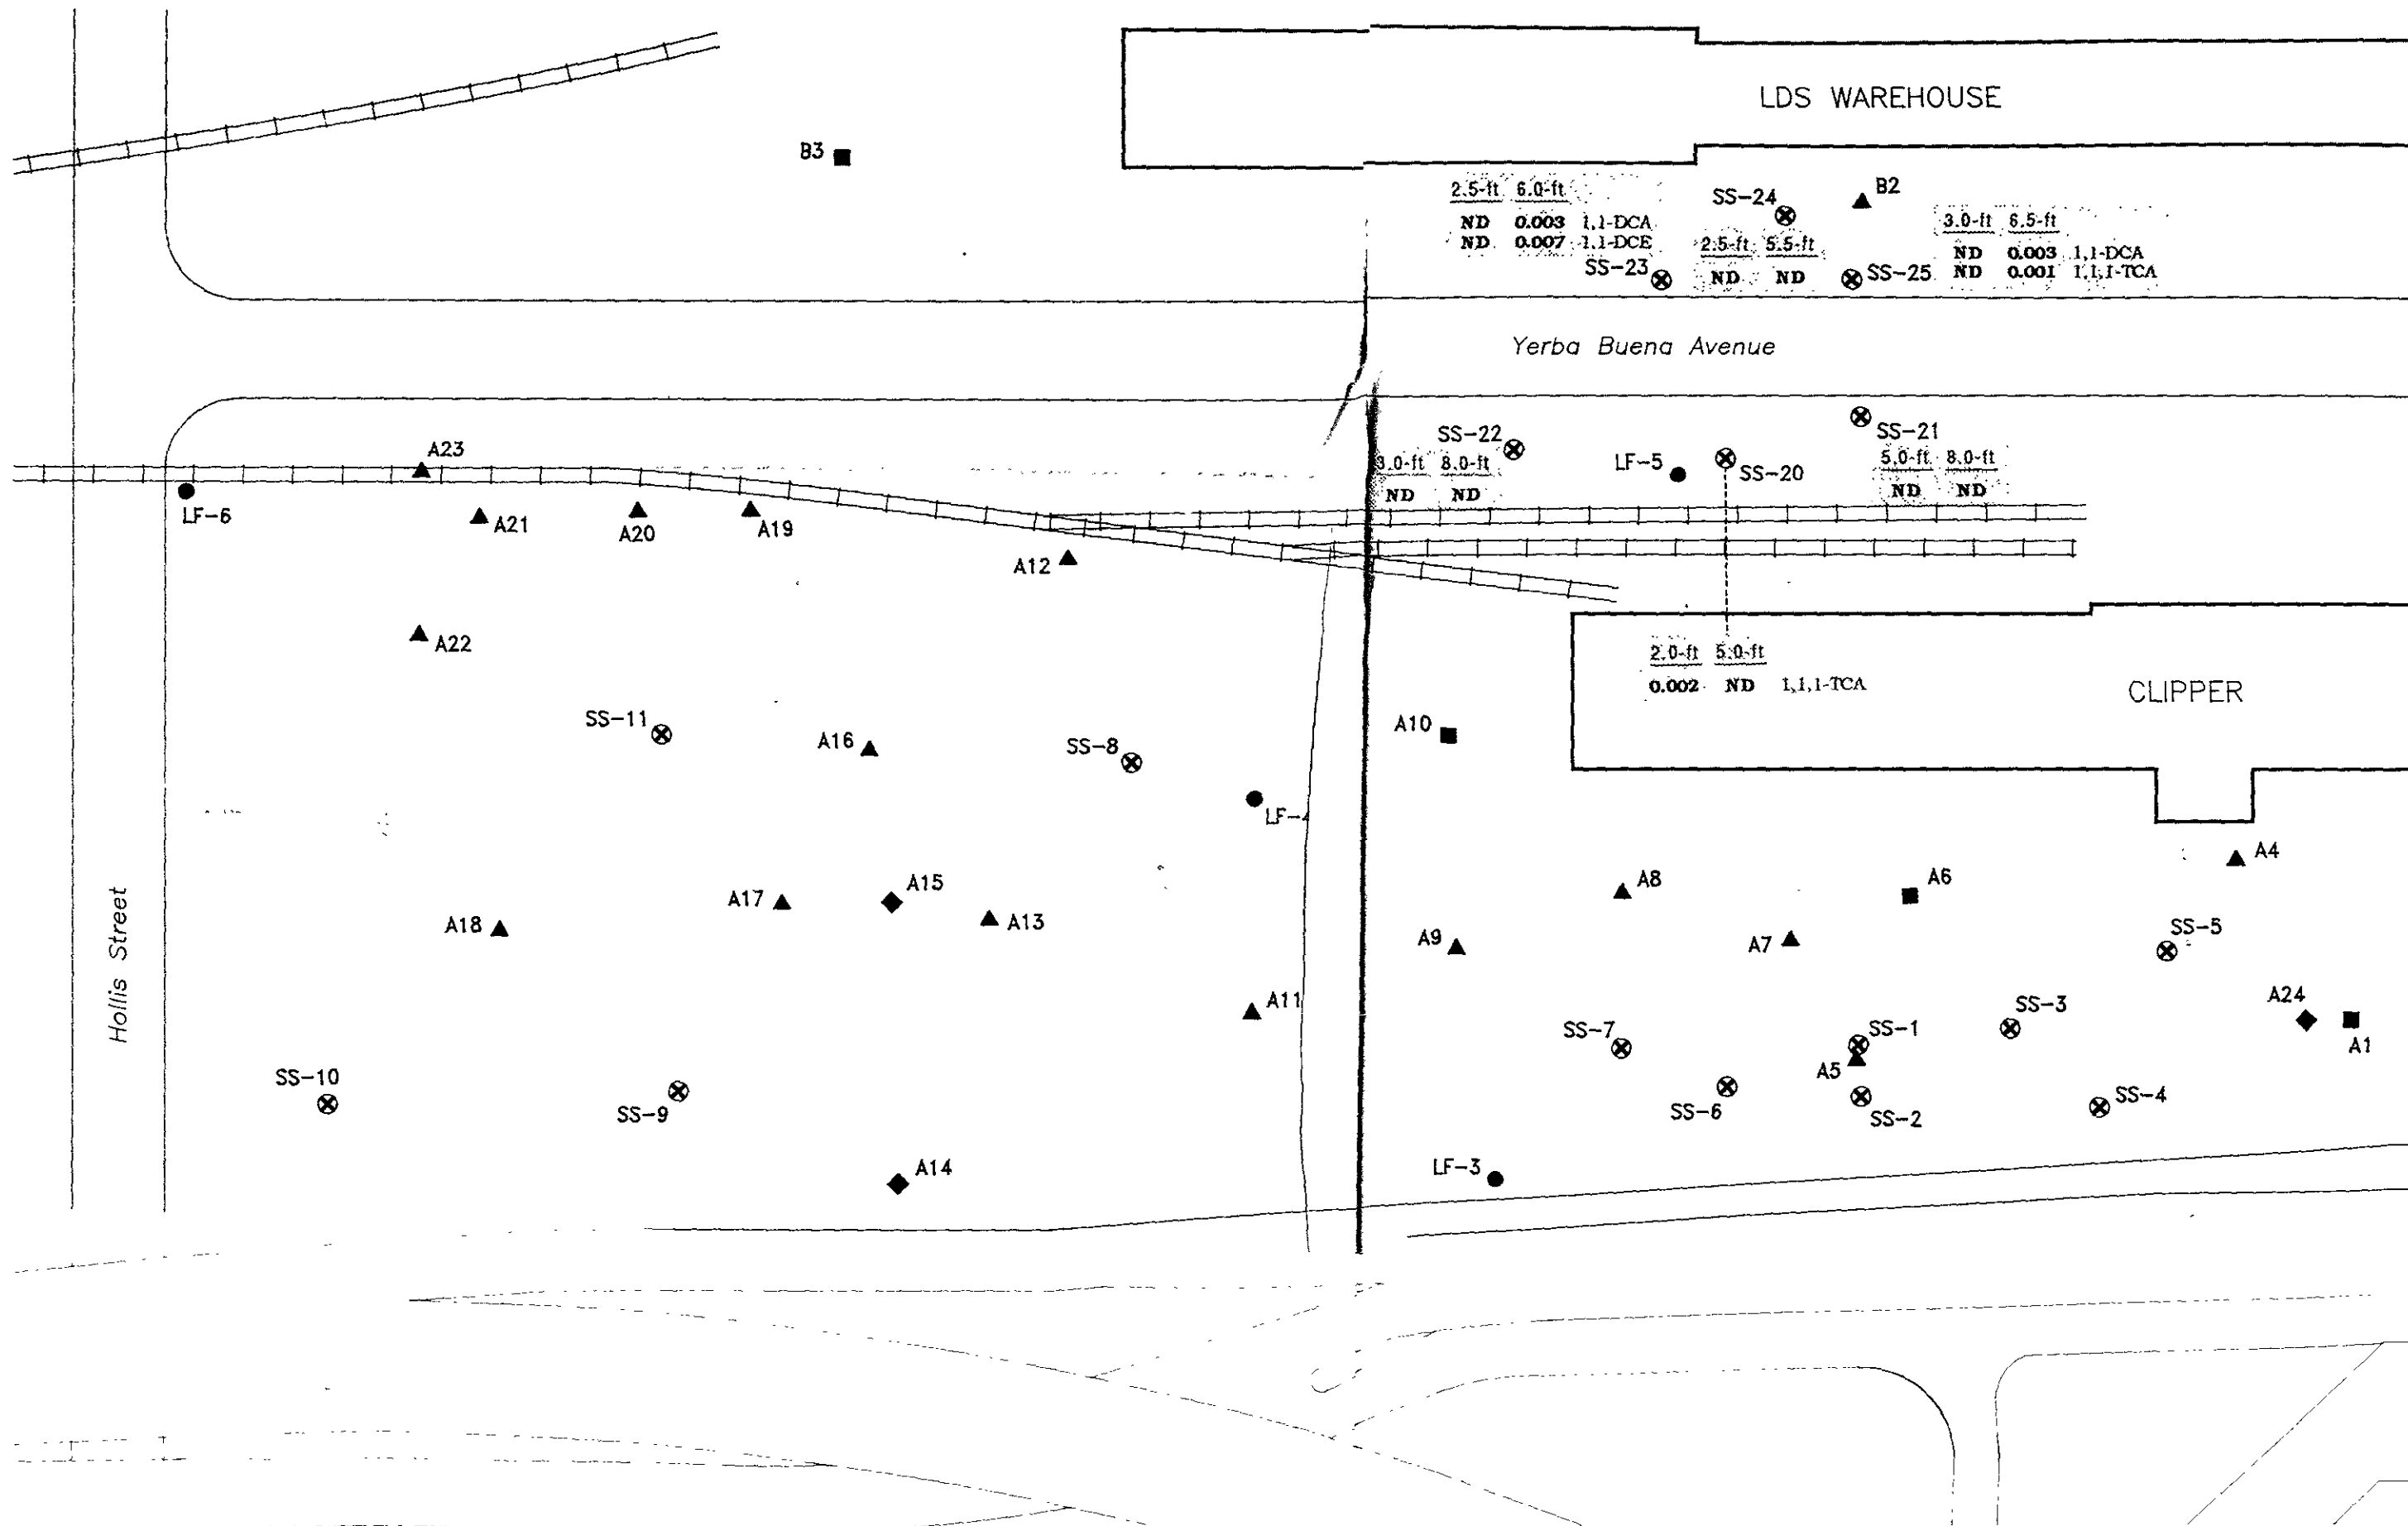 LDS WAREHOUSE
B3
2.5-ft 6.0-ft
ND 0.003 1,1-DCA
ND 0.007 1,1-DCE
SS-23
SS-24
2.5-ft 5.5-ft
ND ND
B2
SS-25
3.0-ft 6.5-ft
ND 0.003 1,1-DCA
ND 0.001 1,1,1-TCA
Yerba Buena Avenue
SS-22
3.0-ft 8.0-ft
ND ND
LF-5
SS-20
SS-21
5.0-ft 8.0-ft
ND ND
A23
LF-6
A21
A20
A19
A12
A22
2.0-ft 5.0-ft
0.002 ND 1,1,1-TCA
CLIPPER
SS-11
A16
SS-8
A10
LF-
A4
A8
A6
A15
A17
A13
A18
A9
A7
SS-5
Hollis Street
A11
A24
A1
SS-3
SS-1
SS-7
A5
SS-10
SS-9
SS-6
SS-2
SS-4
A14
LF-3